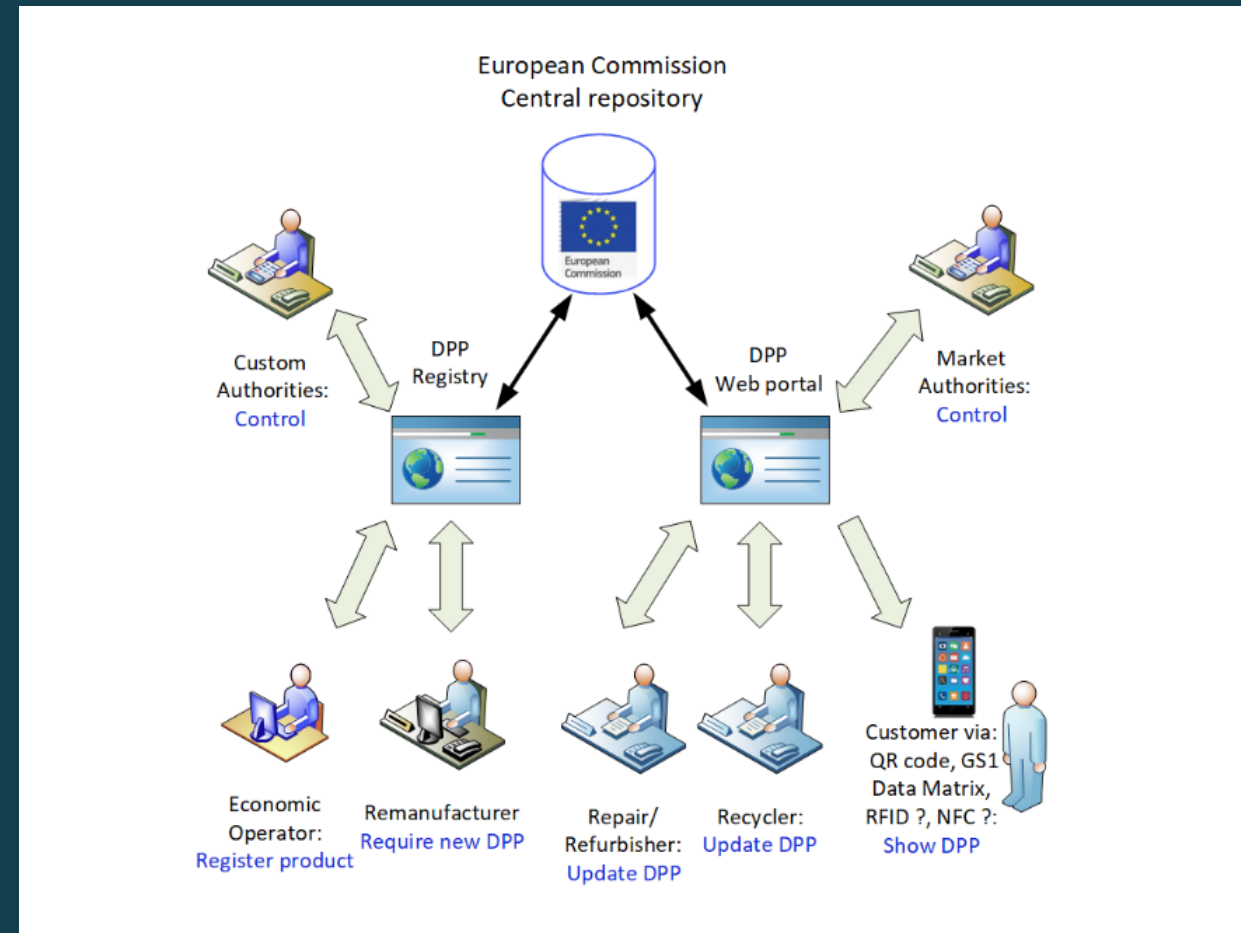 European Commission
Central repository
European
Commission
Custom
Authorities:
Control
DPP
Registry
DPP
Web portal
Market
Authorities:
Control
Economic
Operator:
Register product
Remanufacturer
Require new DPP
Repair/
Refurbisher:
Update DPP
Recycler:
Update DPP
Customer via:
QR code, GS1
Data Matrix,
RFID ?, NFC ?:
Show DPP